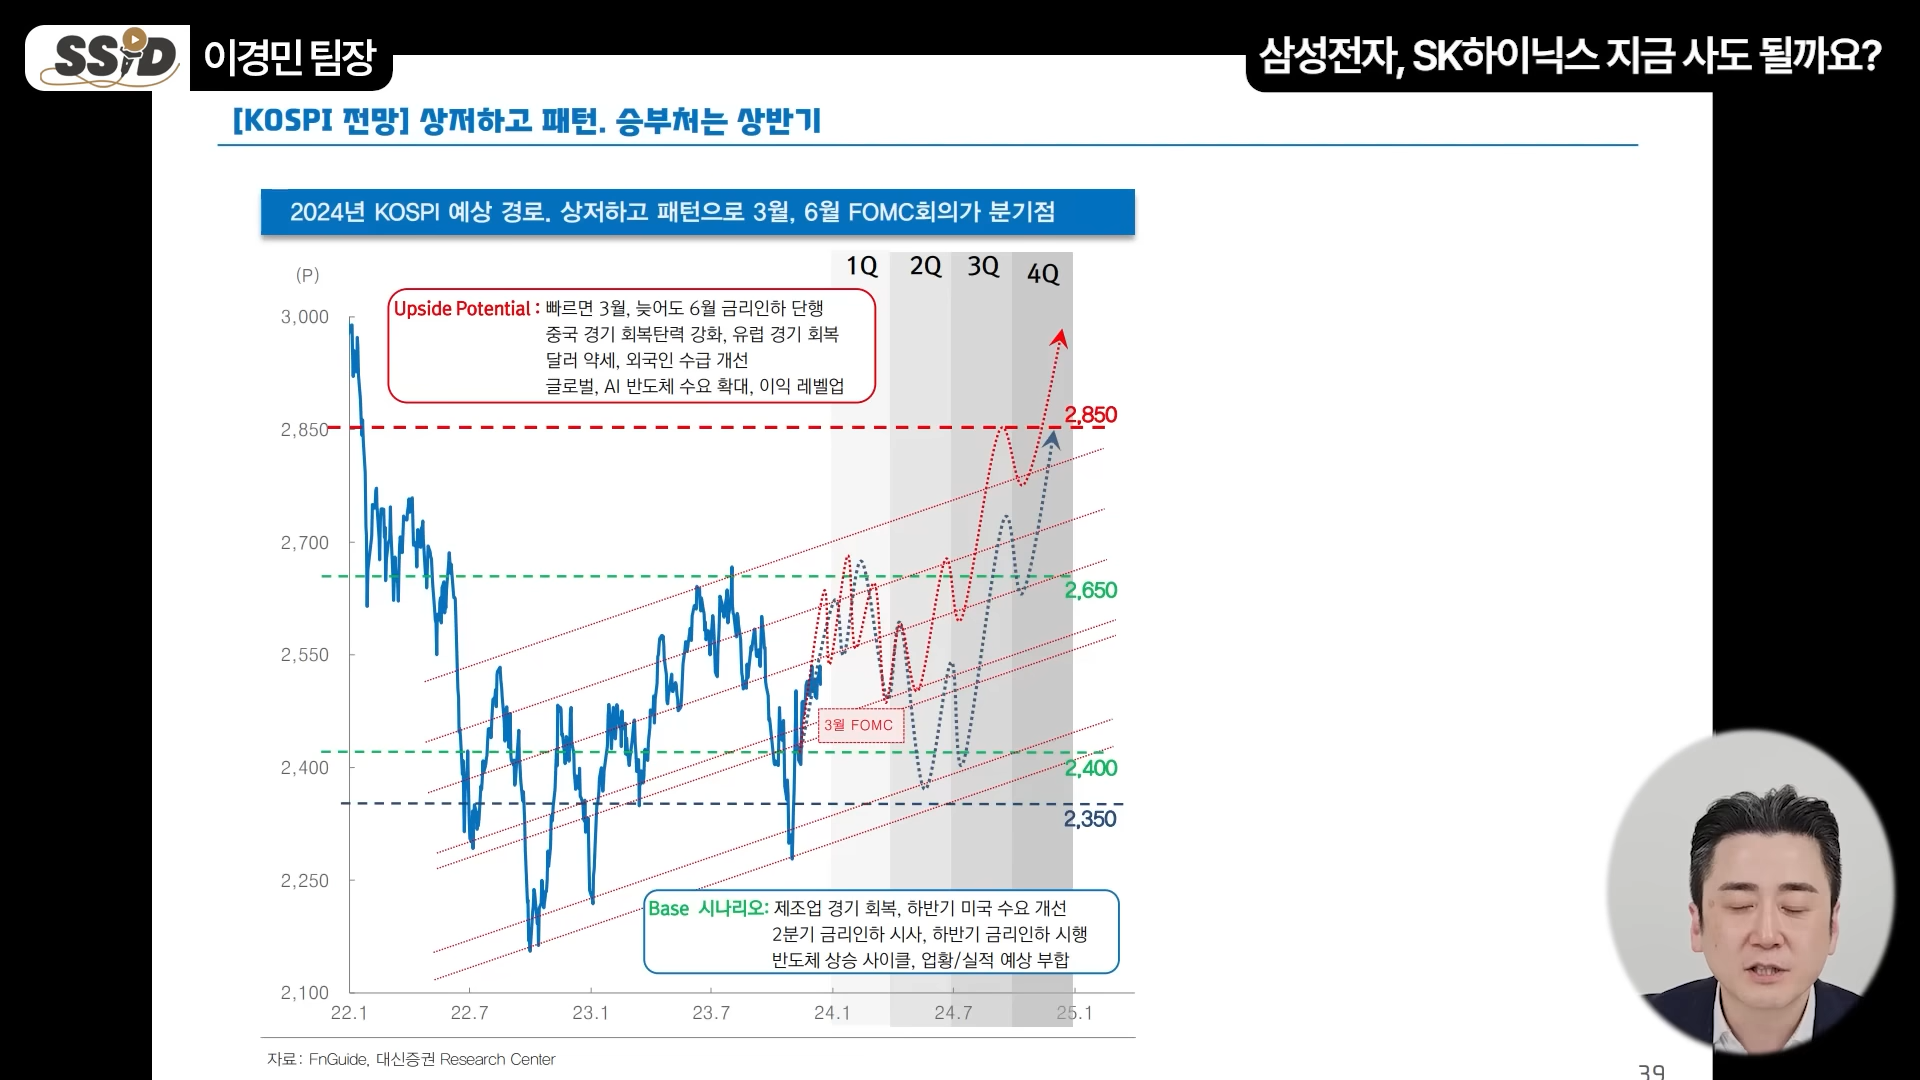 SSiD 이경민 팀장
삼성전자, SK하이닉스 지금 사도 될까요?
[KOSPI 전망] 상저하고 패턴. 승부처는 상반기
2024년 KOSPI 예상 경로. 상저하고 패턴으로 3월, 6월 FOMC회의가 분기점
(P)
1Q 2Q 3Q 4Q
Upside Potential : 빠르면 3월, 늦어도 6월 금리인하 단행
중국 경기 회복탄력 강화, 유럽 경기 회복
달러 약세, 외국인 수급 개선
글로벌, AI 반도체 수요 확대, 이익 레벨업
3,000
2,850
2,850
2,700
2,650
2,550
3월 FOMC
2,400
2,400
2,350
2,250
Base 시나리오: 제조업 경기 회복, 하반기 미국 수요 개선
2분기 금리인하 시사, 하반기 금리인하 시행
반도체 상승 사이클, 업황/실적 예상 부합
2,100
22.1 22.7 23.1 23.7 24.1 24.7 25.1
자료: FnGuide, 대신증권 Research Center
39